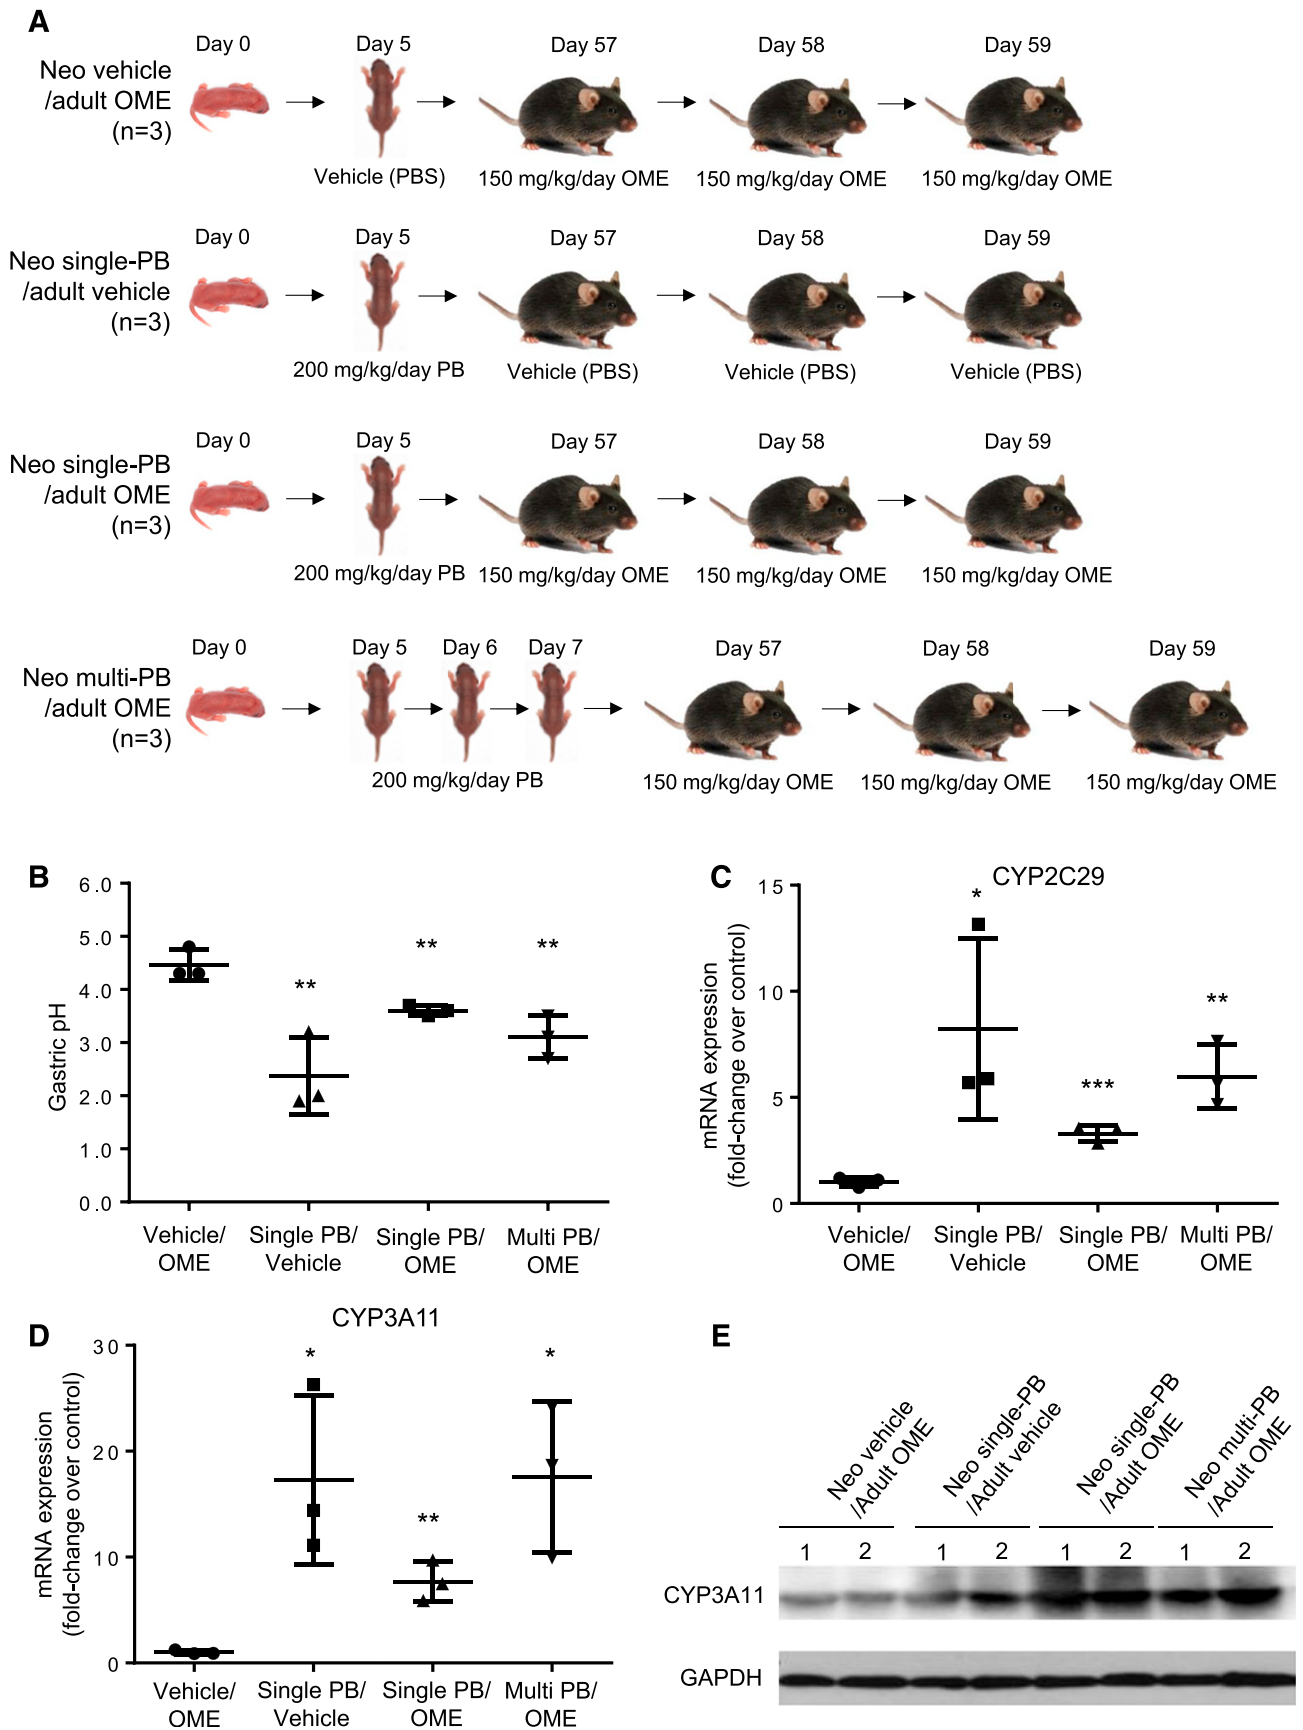 A
Day 0
Day 5
Day 57
Day 58
Day 59
Neo vehicle
/adult OME
(n=3)
Vehicle (PBS)
150 mg/kg/day OME
150 mg/kg/day OME
150 mg/kg/day OME
Day 0
Day 5
Day 57
Day 58
Day 59
Neo single-PB
/adult vehicle
(n=3)
200 mg/kg/day PB
Vehicle (PBS)
Vehicle (PBS)
Vehicle (PBS)
Day 0
Day 5
Day 57
Day 58
Day 59
Neo single-PB
/adult OME
(n=3)
200 mg/kg/day PB
150 mg/kg/day OME
150 mg/kg/day OME
150 mg/kg/day OME
Day 0
Day 5
Day 6
Day 7
Day 57
Day 58
Day 59
Neo multi-PB
/adult OME
(n=3)
200 mg/kg/day PB
150 mg/kg/day OME
150 mg/kg/day OME
150 mg/kg/day OME
B
Gastric pH
6.0
5.0
4.0
3.0
2.0
1.0
0.0
**
**
**
Vehicle/
OME
Single PB/
Vehicle
Single PB/
OME
Multi PB/
OME
C
CYP2C29
mRNA expression
(fold-change over control)
15
10
5
0
*
***
**
Vehicle/
OME
Single PB/
Vehicle
Single PB/
OME
Multi PB/
OME
D
CYP3A11
mRNA expression
(fold-change over control)
30
20
10
0
*
**
*
Vehicle/
OME
Single PB/
Vehicle
Single PB/
OME
Multi PB/
OME
E
Neo vehicle
/Adult OME
Neo single-PB
/Adult vehicle
Neo single-PB
/Adult OME
Neo multi-PB
/Adult OME
1 2 1 2 1 2 1 2
CYP3A11
GAPDH